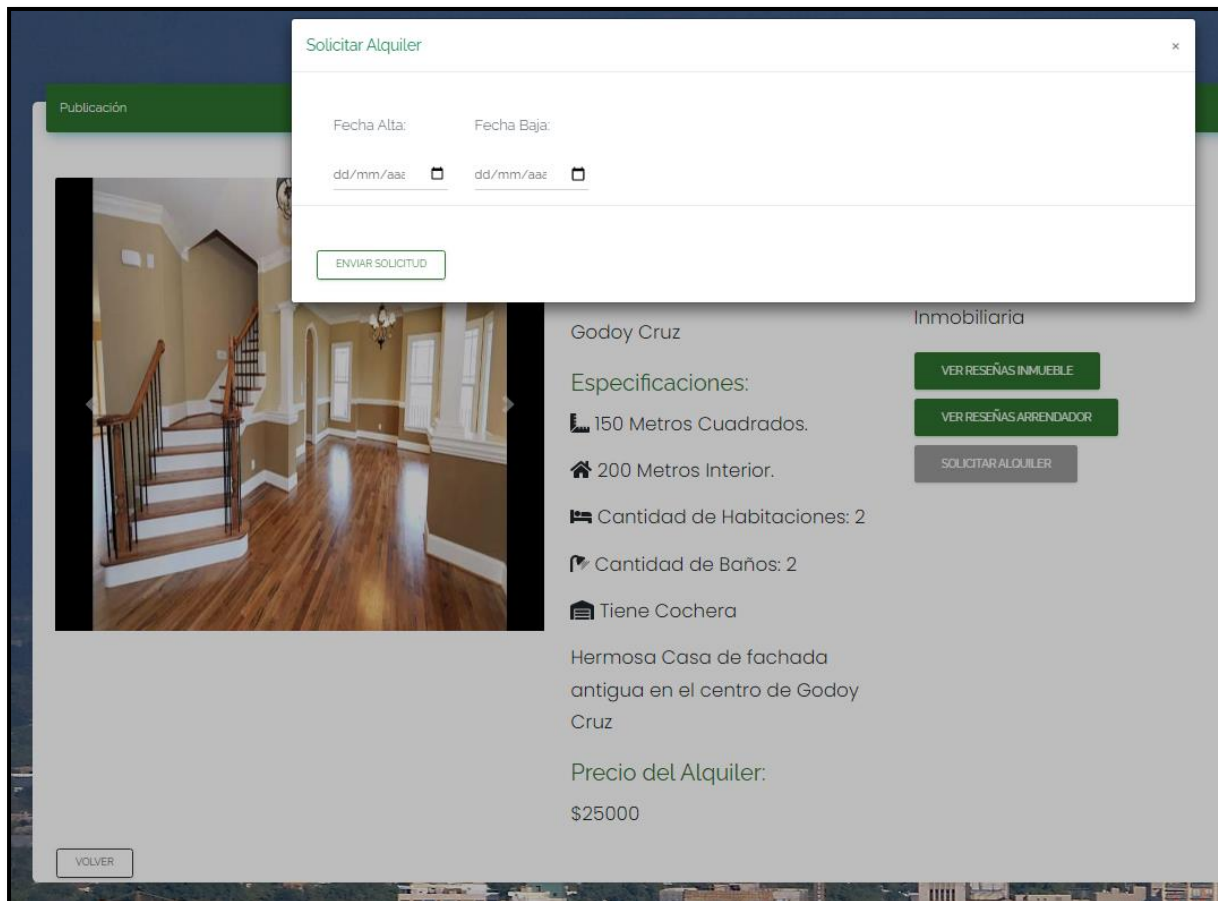 Solicitar Alquiler
×
Publicación
Fecha Alta:
Fecha Baja:
dd/mm/aaa
dd/mm/aaa
ENVIAR SOLICITUD
Godoy Cruz
Especificaciones:
150 Metros Cuadrados.
200 Metros Interior.
Cantidad de Habitaciones: 2
Cantidad de Baños: 2
Tiene Cochera
Hermosa Casa de fachada
antigua en el centro de Godoy
Cruz
Precio del Alquiler:
$25000
Inmobiliaria
VER RESEÑAS INMUEBLE
VER RESEÑAS ARRENDADOR
SOLICITAR ALQUILER
VOLVER